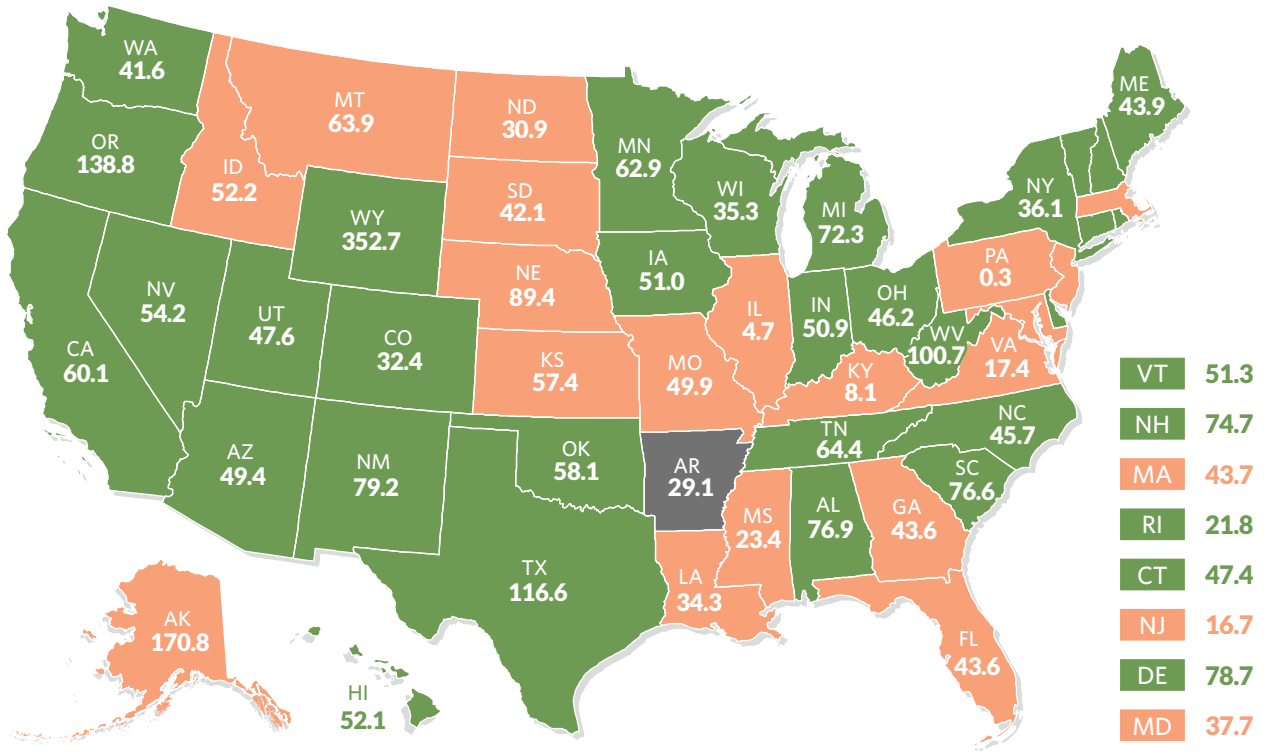 WA
41.6
OR
138.8
CA
60.1
NV
54.2
ID
52.2
MT
63.9
WY
352.7
UT
47.6
CO
32.4
AZ
49.4
NM
79.2
ND
30.9
SD
42.1
NE
89.4
KS
57.4
OK
58.1
TX
116.6
MN
62.9
IA
51.0
MO
49.9
AR
29.1
LA
34.3
WI
35.3
IL
4.7
MS
23.4
MI
72.3
IN
50.9
OH
46.2
KY
8.1
TN
64.4
AL
76.9
GA
43.6
FL
43.6
SC
76.6
NC
45.7
VA
17.4
WV
100.7
PA
0.3
NY
36.1
ME
43.9
AK
170.8
HI
52.1
VT 51.3
NH 74.7
MA 43.7
RI 21.8
CT 47.4
NJ 16.7
DE 78.7
MD 37.7